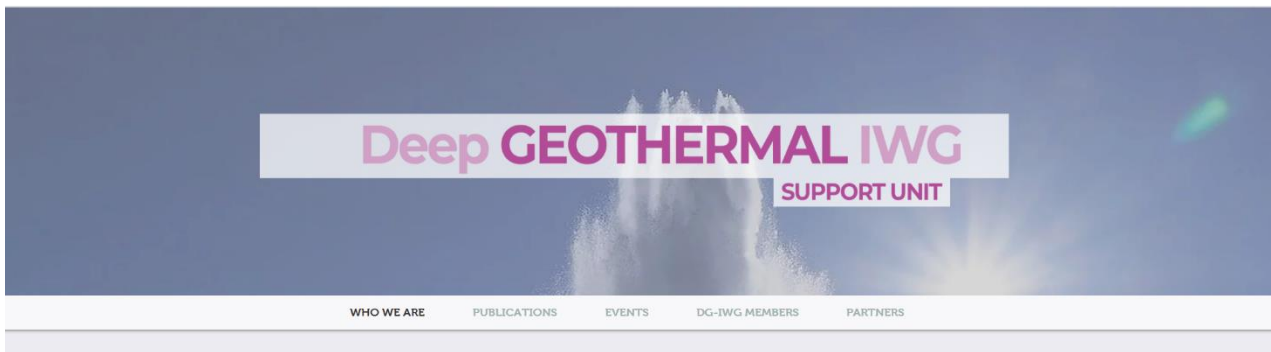 Deep GEOTHERMAL IWG
SUPPORT UNIT
WHO WE ARE PUBLICATIONS EVENTS DG-IWG MEMBERS PARTNERS